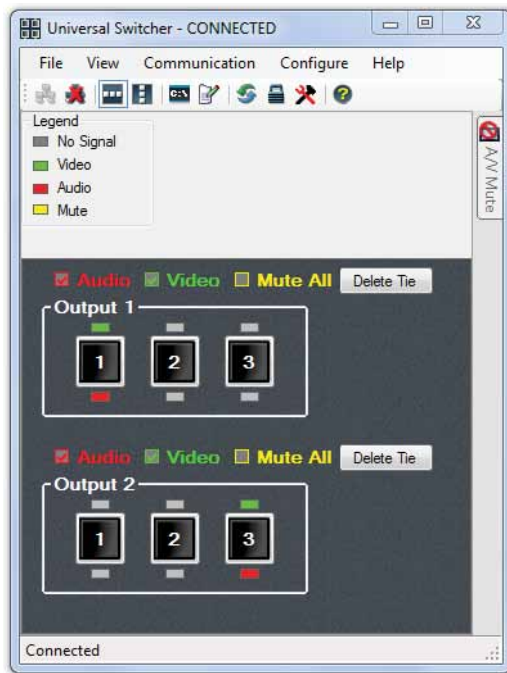 Universal Switcher - CONNECTED
File View Communication Configure Help
C:\
Legend
No Signal
Video
Audio
Mute
A/V Mute
Audio Video Mute All Delete Tie
Output 1
1 2 3
Audio Video Mute All Delete Tie
Output 2
1 2 3
Connected